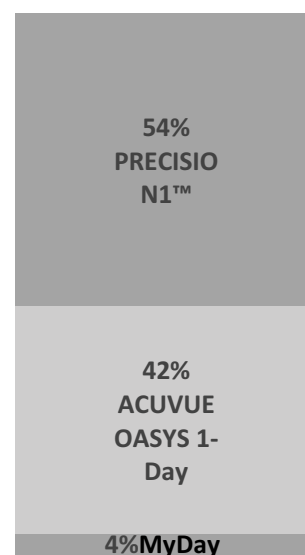 54%
PRECISIO
N1™
42%
ACUVUE
OASYS 1-
Day
4%MyDay